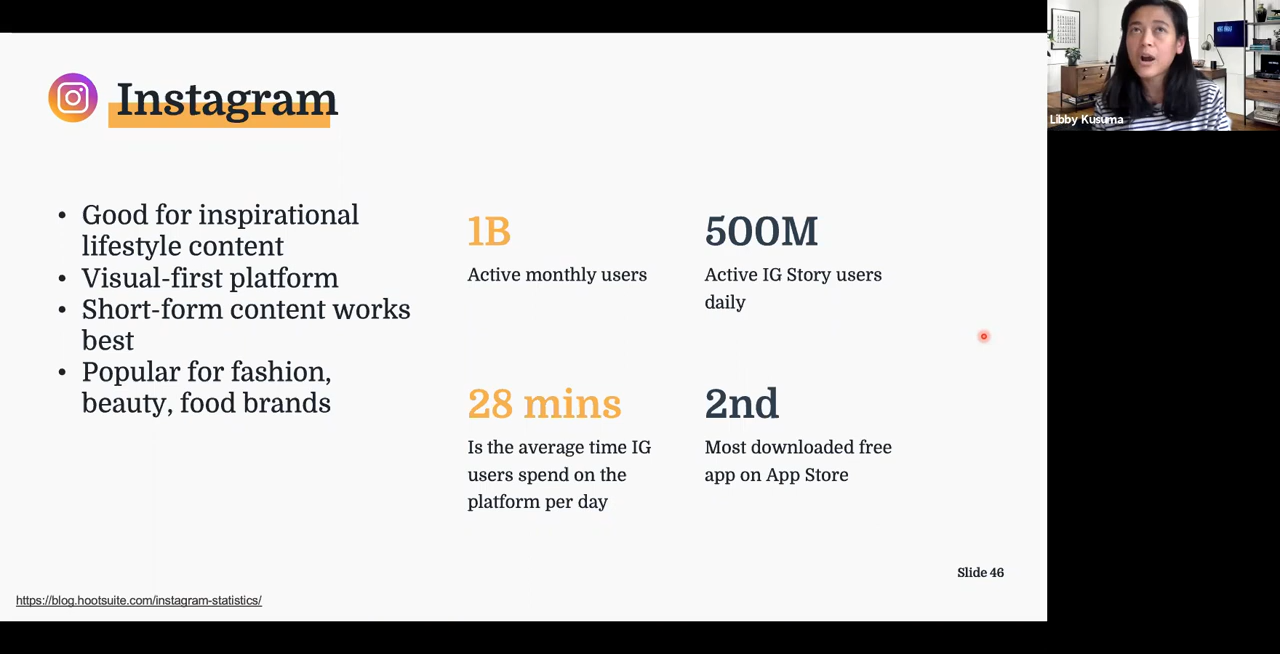 Instagram
• Good for inspirational
lifestyle content
• Visual-first platform
• Short-form content works
best
• Popular for fashion,
beauty, food brands
1B
Active monthly users
500M
Active IG Story users
daily
28 mins
Is the average time IG
users spend on the
platform per day
2nd
Most downloaded free
app on App Store
Slide 46
https://blog.hootsuite.com/instagram-statistics/
Libby Kusuma